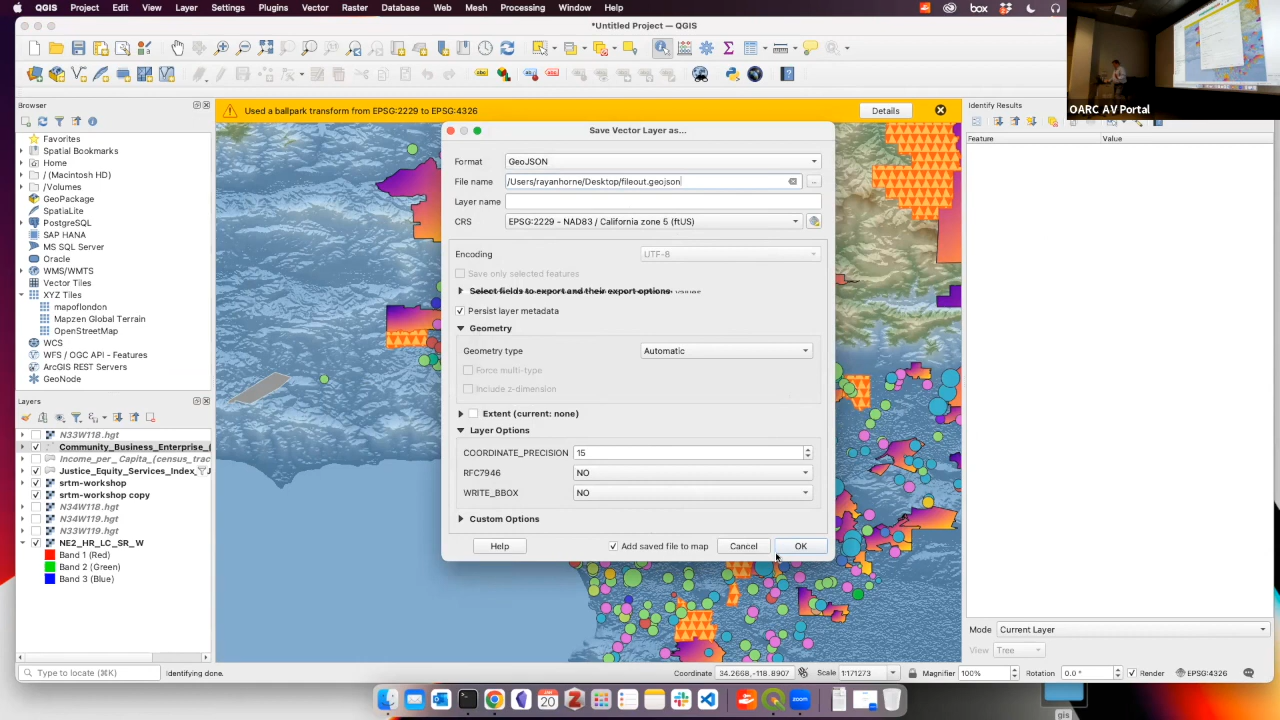 QGIS Project Edit View Layer Settings Plugins Vector Raster Database Web Mesh Processing Window Help box
*Untitled Project — QGIS
OARC AV Portal
Browser
Favorites
Spatial Bookmarks
Home
/ (Macintosh HD)
/Volumes
GeoPackage
SpatiaLite
PostgreSQL
SAP HANA
MS SQL Server
Oracle
WMS/WMTS
Vector Tiles
XYZ Tiles
mapoflondon
Mapzen Global Terrain
OpenStreetMap
WCS
WFS / OGC API - Features
ArcGIS REST Servers
GeoNode
Layers
N33W118.hgt
Community_Business_Enterprise_(
Income_per_Capita_(census_trac
Justice_Equity_Services_Index_ J
srtm-workshop
srtm-workshop copy
N34W118.hgt
N34W119.hgt
N33W119.hgt
NE2_HR_LC_SR_W
Band 1 (Red)
Band 2 (Green)
Band 3 (Blue)
Used a ballpark transform from EPSG:2229 to EPSG:4326
Details
Save Vector Layer as...
Format GeoJSON
File name /Users/rayanhorne/Desktop/fileout.geojson
Layer name
CRS EPSG:2229 - NAD83 / California zone 5 (ftUS)
Encoding UTF-8
Save only selected features
Select fields to export and their export options
Persist layer metadata
Geometry
Geometry type Automatic
Force multi-type
Include z-dimension
Extent (current: none)
Layer Options
COORDINATE_PRECISION 15
RFC7946 NO
WRITE_BBOX NO
Custom Options
Help Add saved file to map Cancel OK
Identify Results
Feature Value
Mode Current Layer
View Tree
Type to locate (⌘K) Identifying done. Coordinate 34.2668,-118.8907 Scale 1:171273 Magnifier 100% Rotation 0.0 ° Render EPSG:4326
JAN
20
zoom
gis